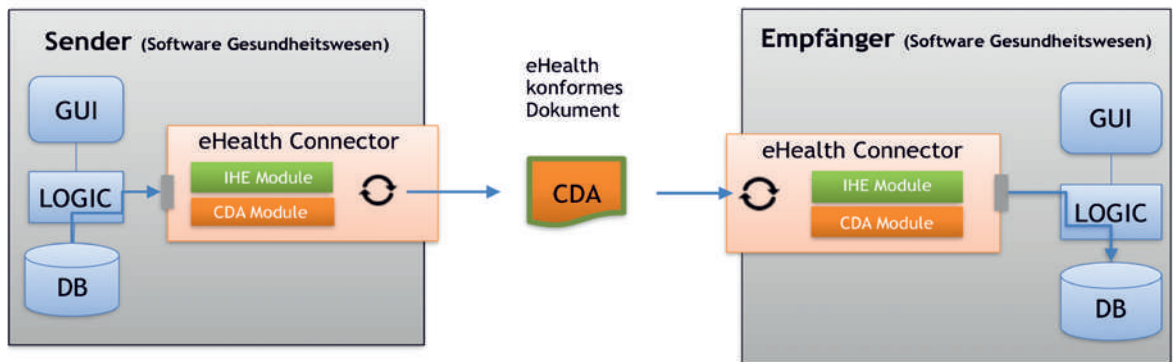 Sender (Software Gesundheitswesen)
GUI
LOGIC
DB
eHealth Connector
IHE Module
CDA Module
eHealth
konformes
Dokument
CDA
Empfänger (Software Gesundheitswesen)
eHealth Connector
IHE Module
CDA Module
GUI
LOGIC
DB